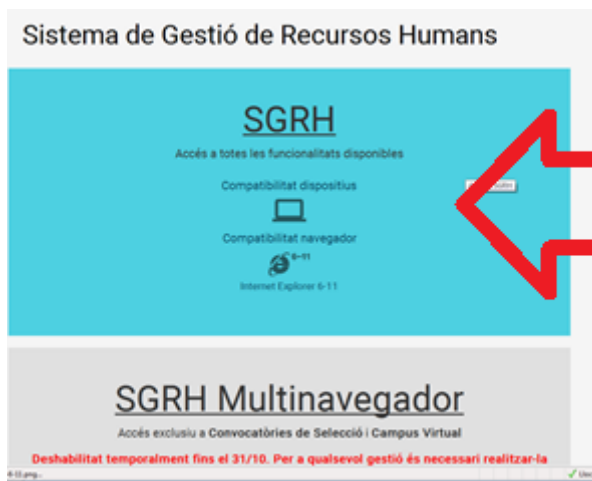 Sistema de Gestió de Recursos Humans
SGRH
Accés a totes les funcionalitats disponibles
Compatibilitat dispositius
Compatibilitat navegador
6-11
Internet Explorer 6-11
SGRH Multinavegador
Accés exclusiu a Convocatòries de Selecció i Campus Virtual
Deshabilitat temporalment fins el 31/10. Per a qualsevol gestió és necessari realitzar-la